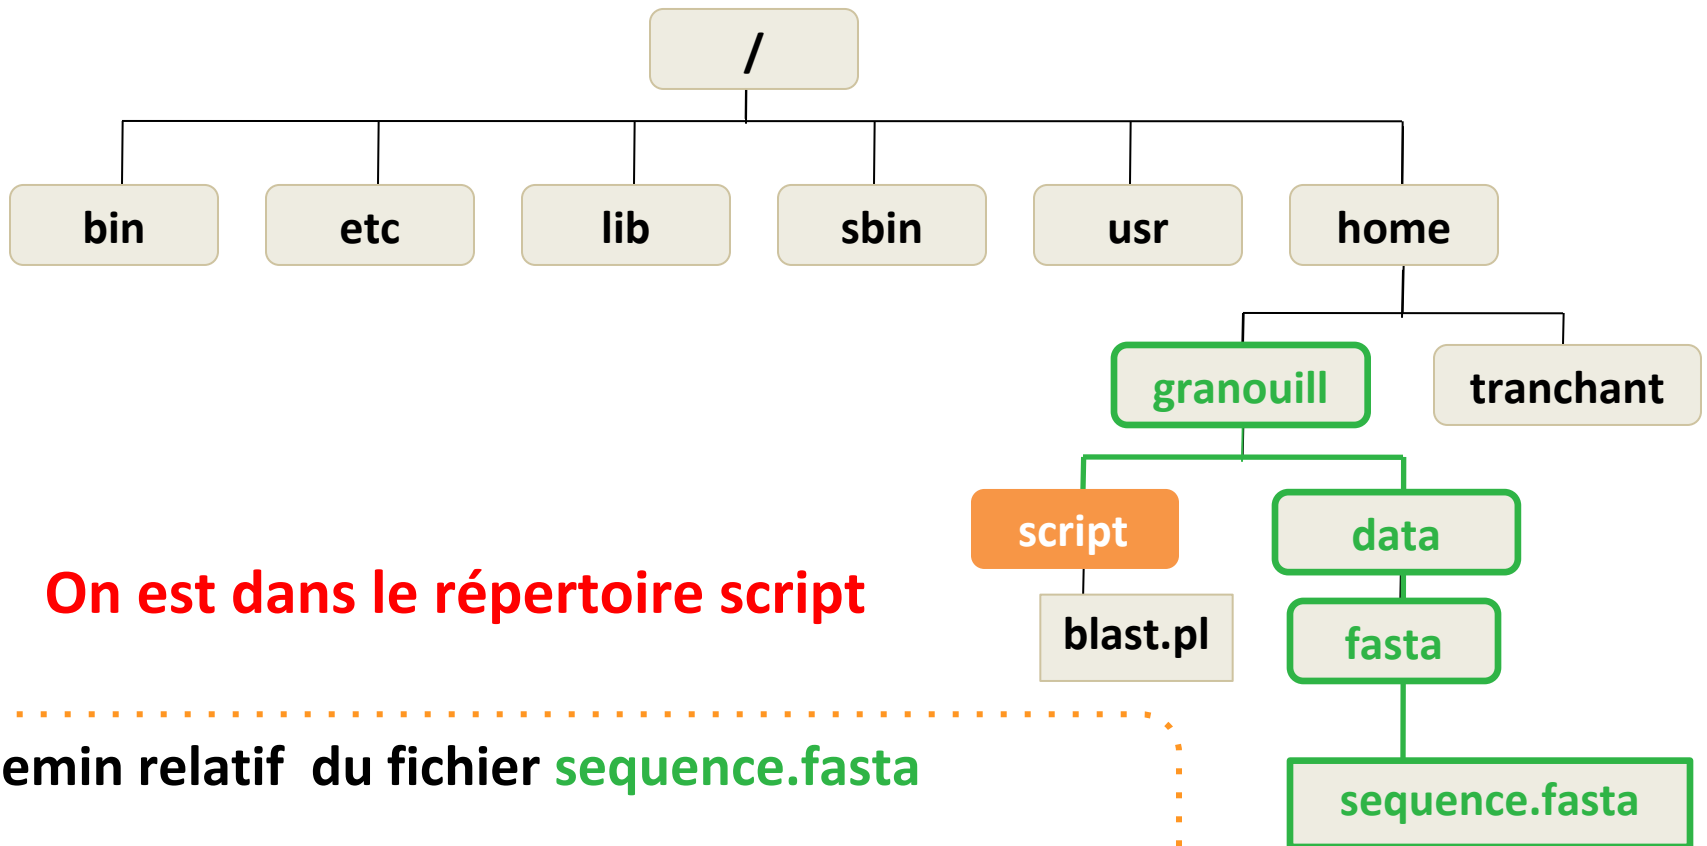 /
bin etc lib sbin usr home
granouill tranchant
script data
On est dans le répertoire script
blast.pl fasta
emin relatif du fichier sequence.fasta
sequence.fasta